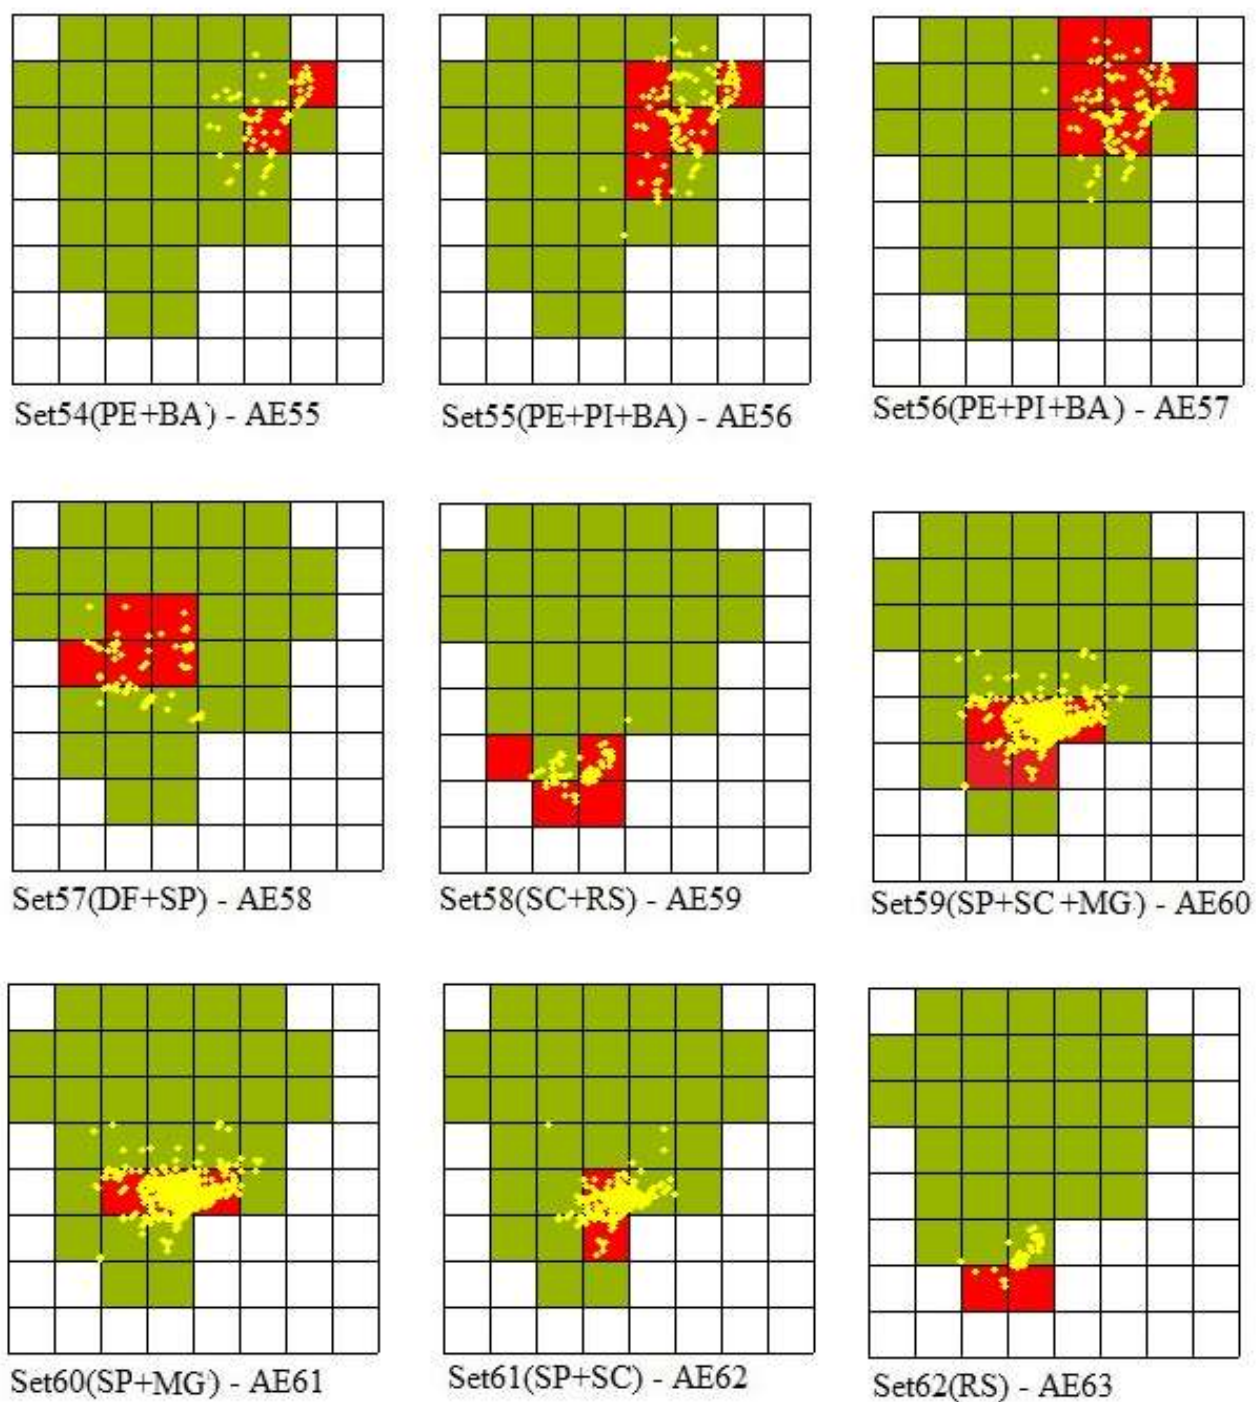 Set54(PE+BA) - AE55
Set55(PE+PI+BA) - AE56
Set56(PE+PI+BA) - AE57
Set57(DF+SP) - AE58
Set58(SC+RS) - AE59
Set59(SP+SC+MG) - AE60
Set60(SP+MG) - AE61
Set61(SP+SC) - AE62
Set62(RS) - AE63